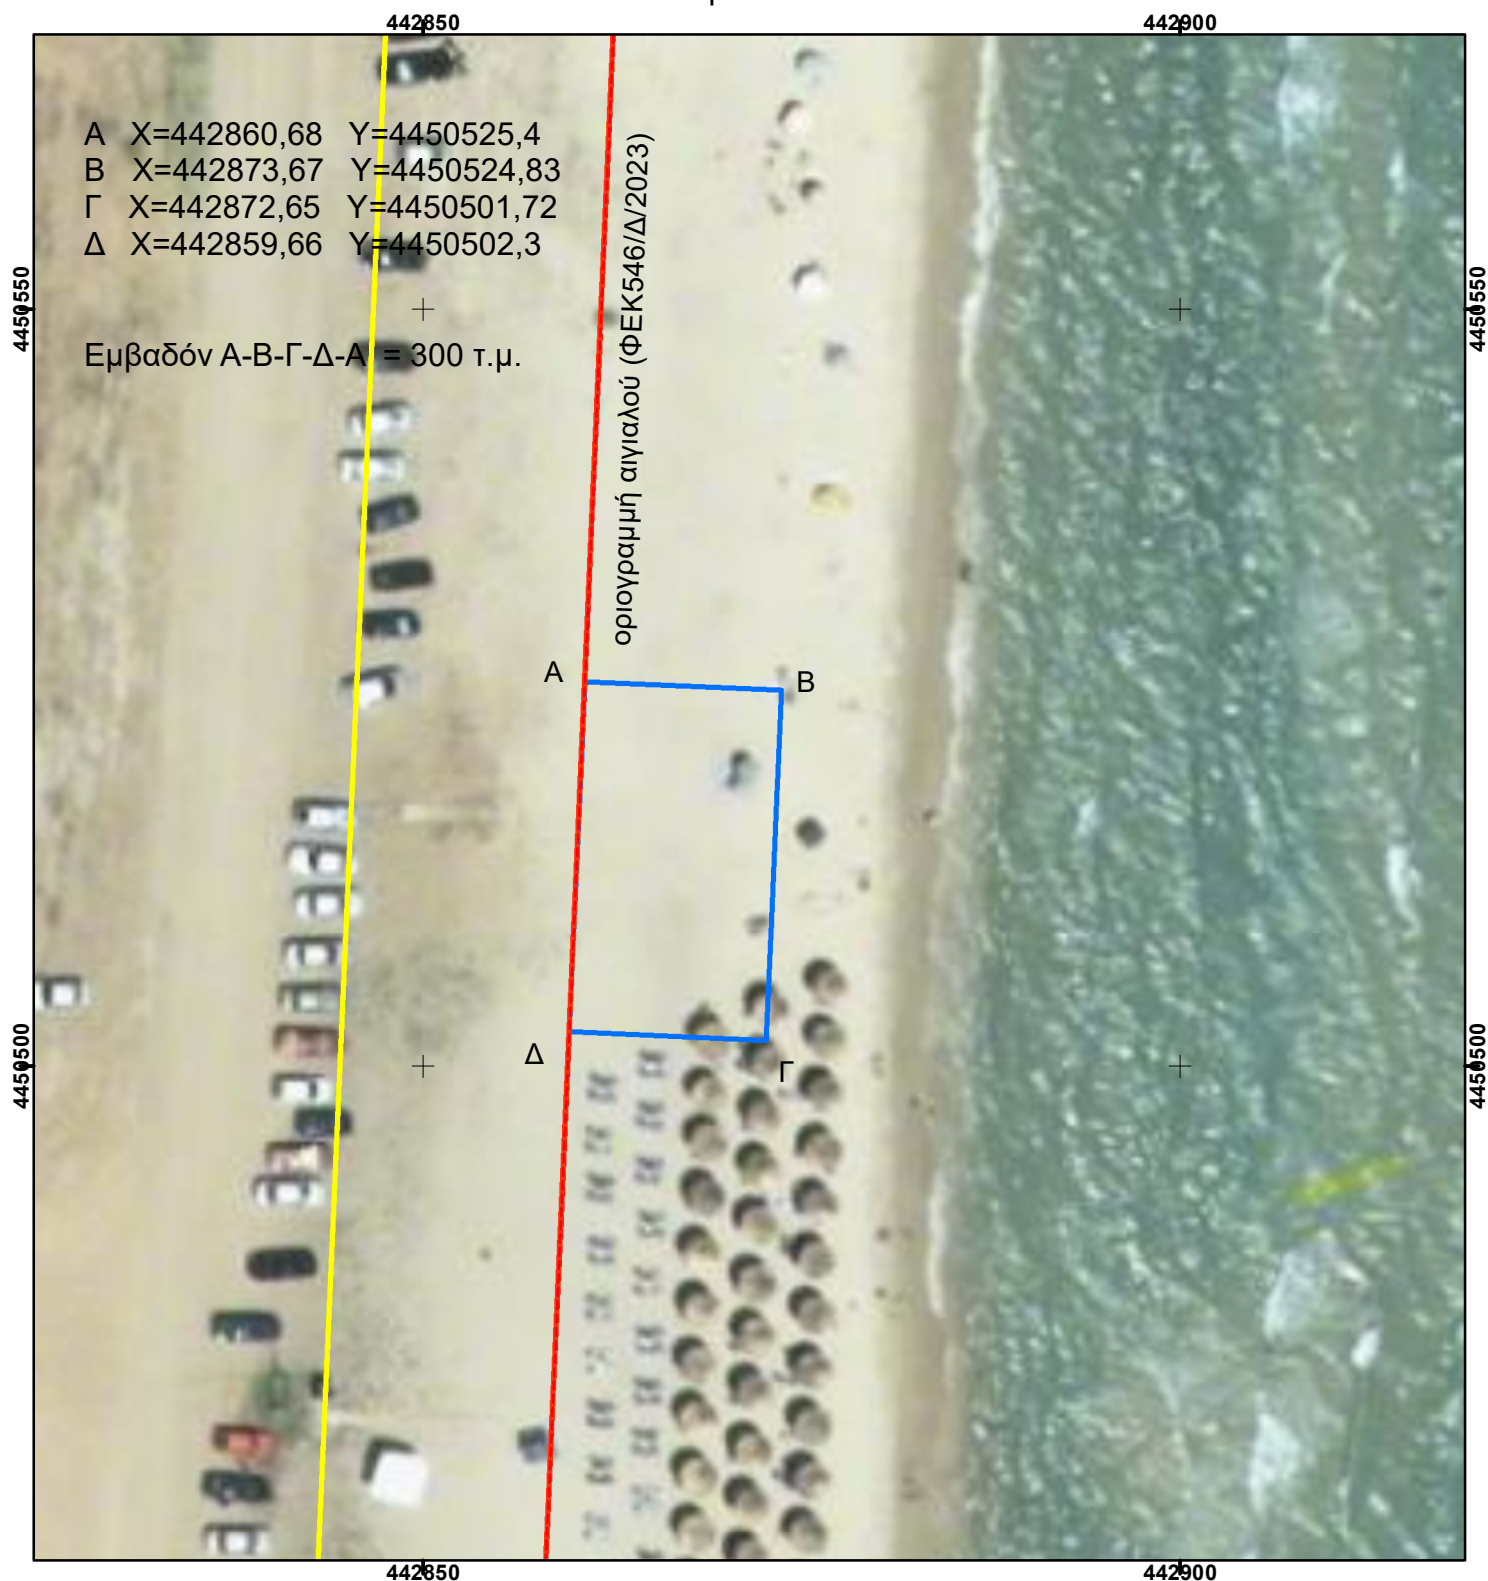 442850 442900
Α Χ=442860,68 Υ=4450525,4
Β Χ=442873,67 Υ=4450524,83
Γ Χ=442872,65 Υ=4450501,72
Δ Χ=442859,66 Υ=4450502,3
Εμβαδόν Α-Β-Γ-Δ-Α = 300 τ.μ.
οριογραμμή αιγιαλού (ΦΕΚ546/Δ/2023)
4450550 4450550
Α
Β
Δ
Γ
4450500 4450500
442850 442900